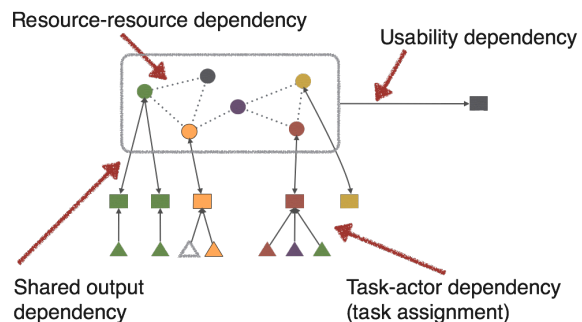 Resource-resource dependency
Usability dependency
Shared output
dependency
Task-actor dependency
(task assignment)